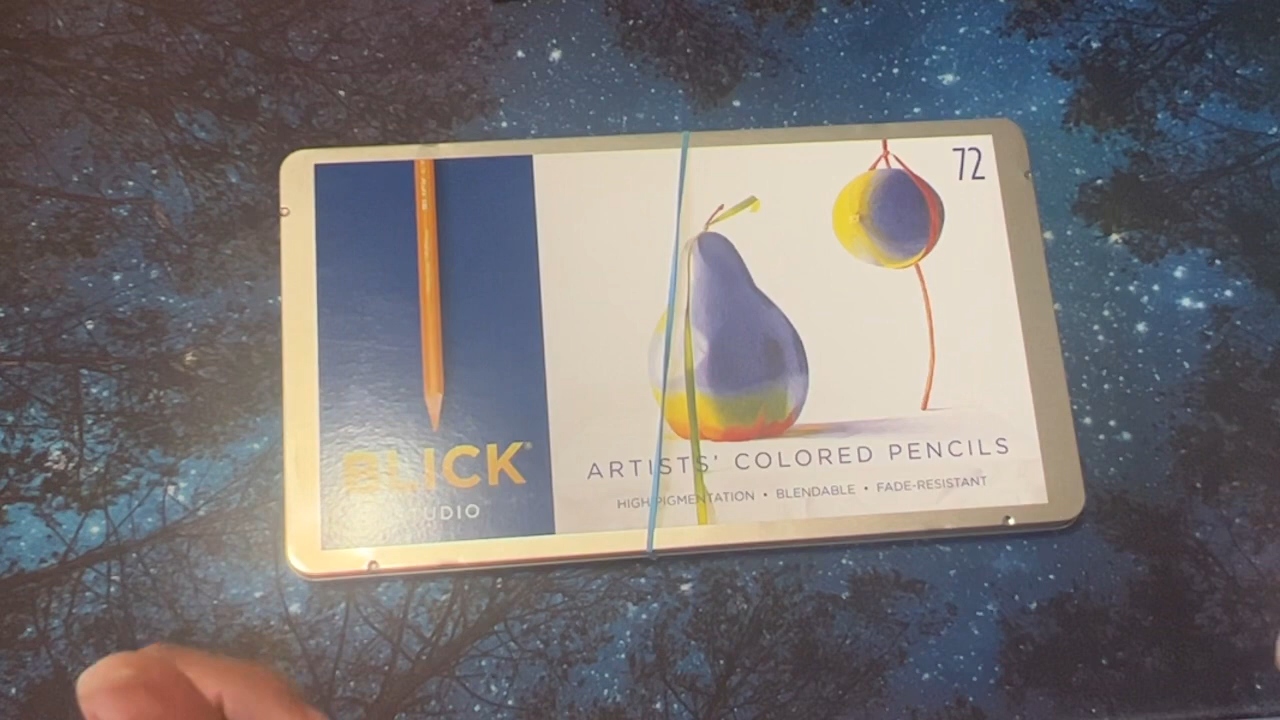 72
BLICK®
STUDIO
ARTISTS' COLORED PENCILS
HIGH PIGMENTATION • BLENDABLE • FADE-RESISTANT